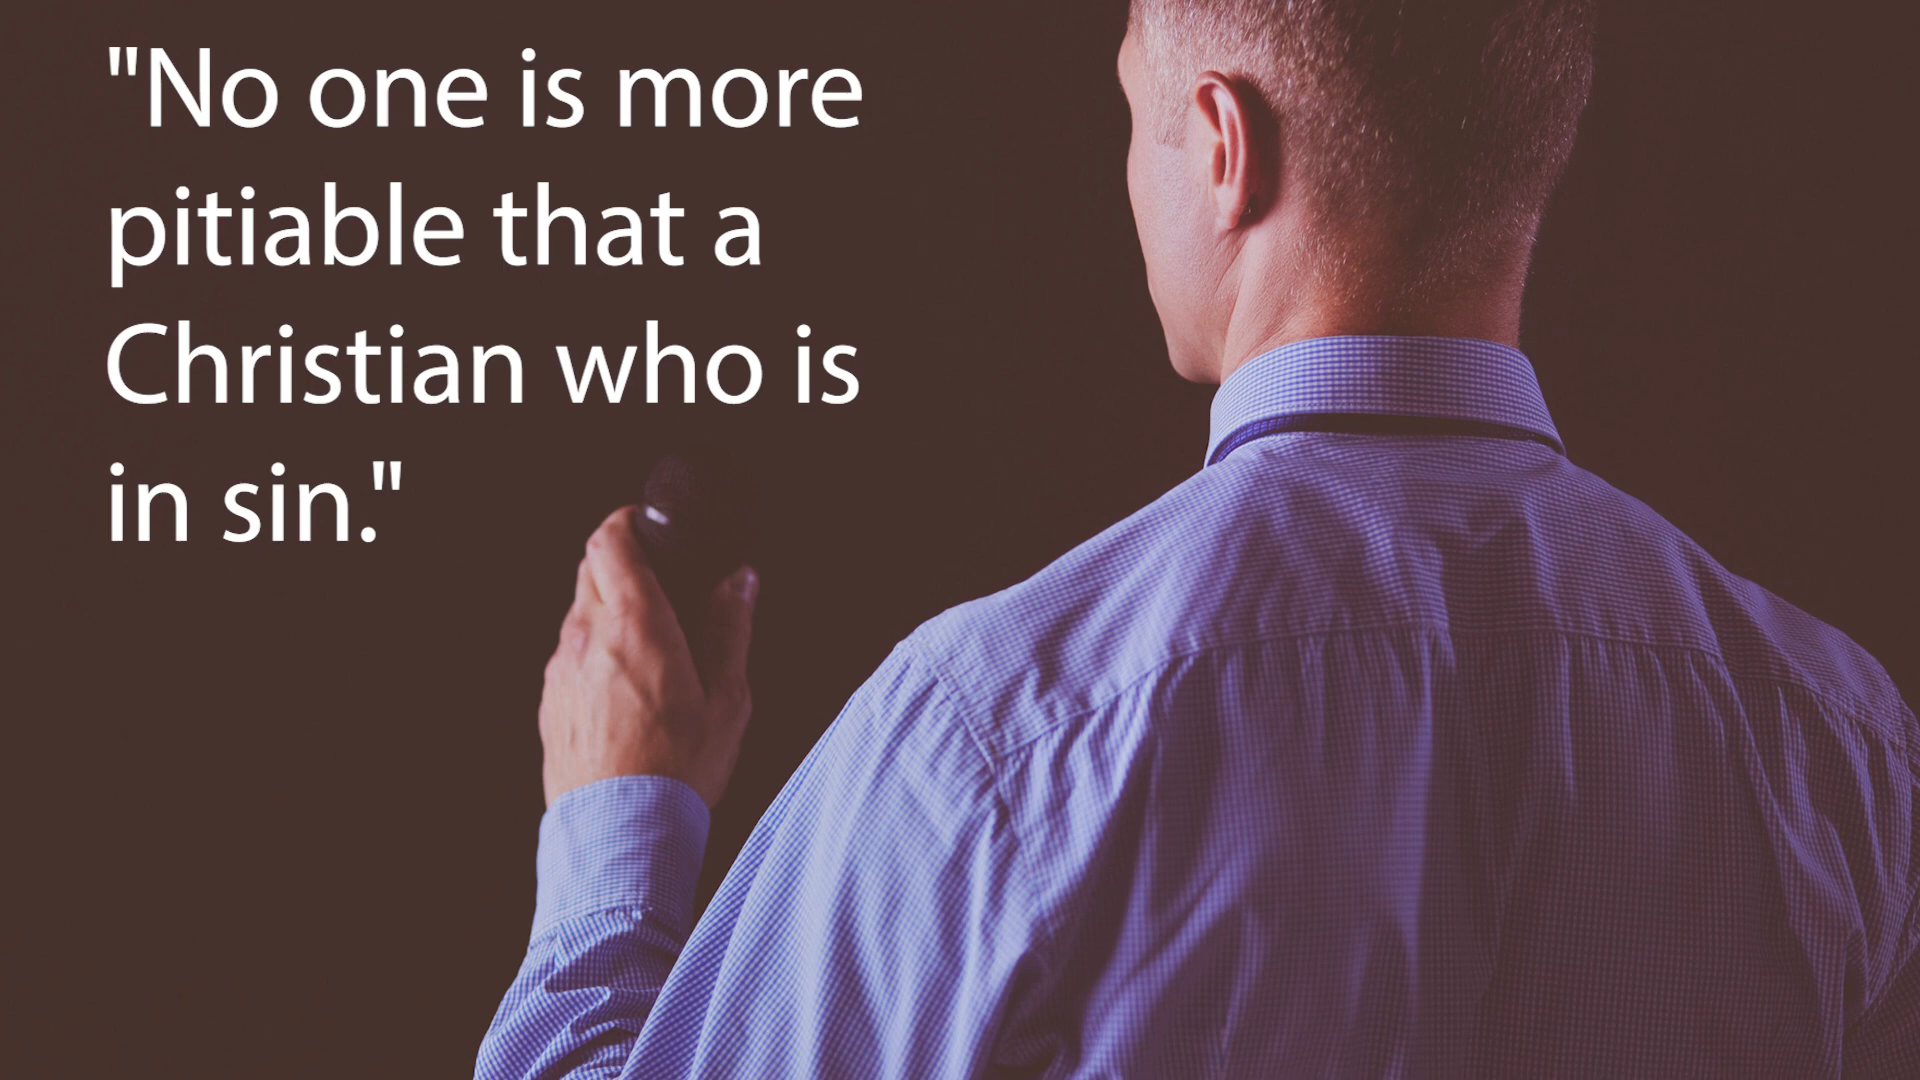 "No one is more
pitiable that a
Christian who is
in sin."